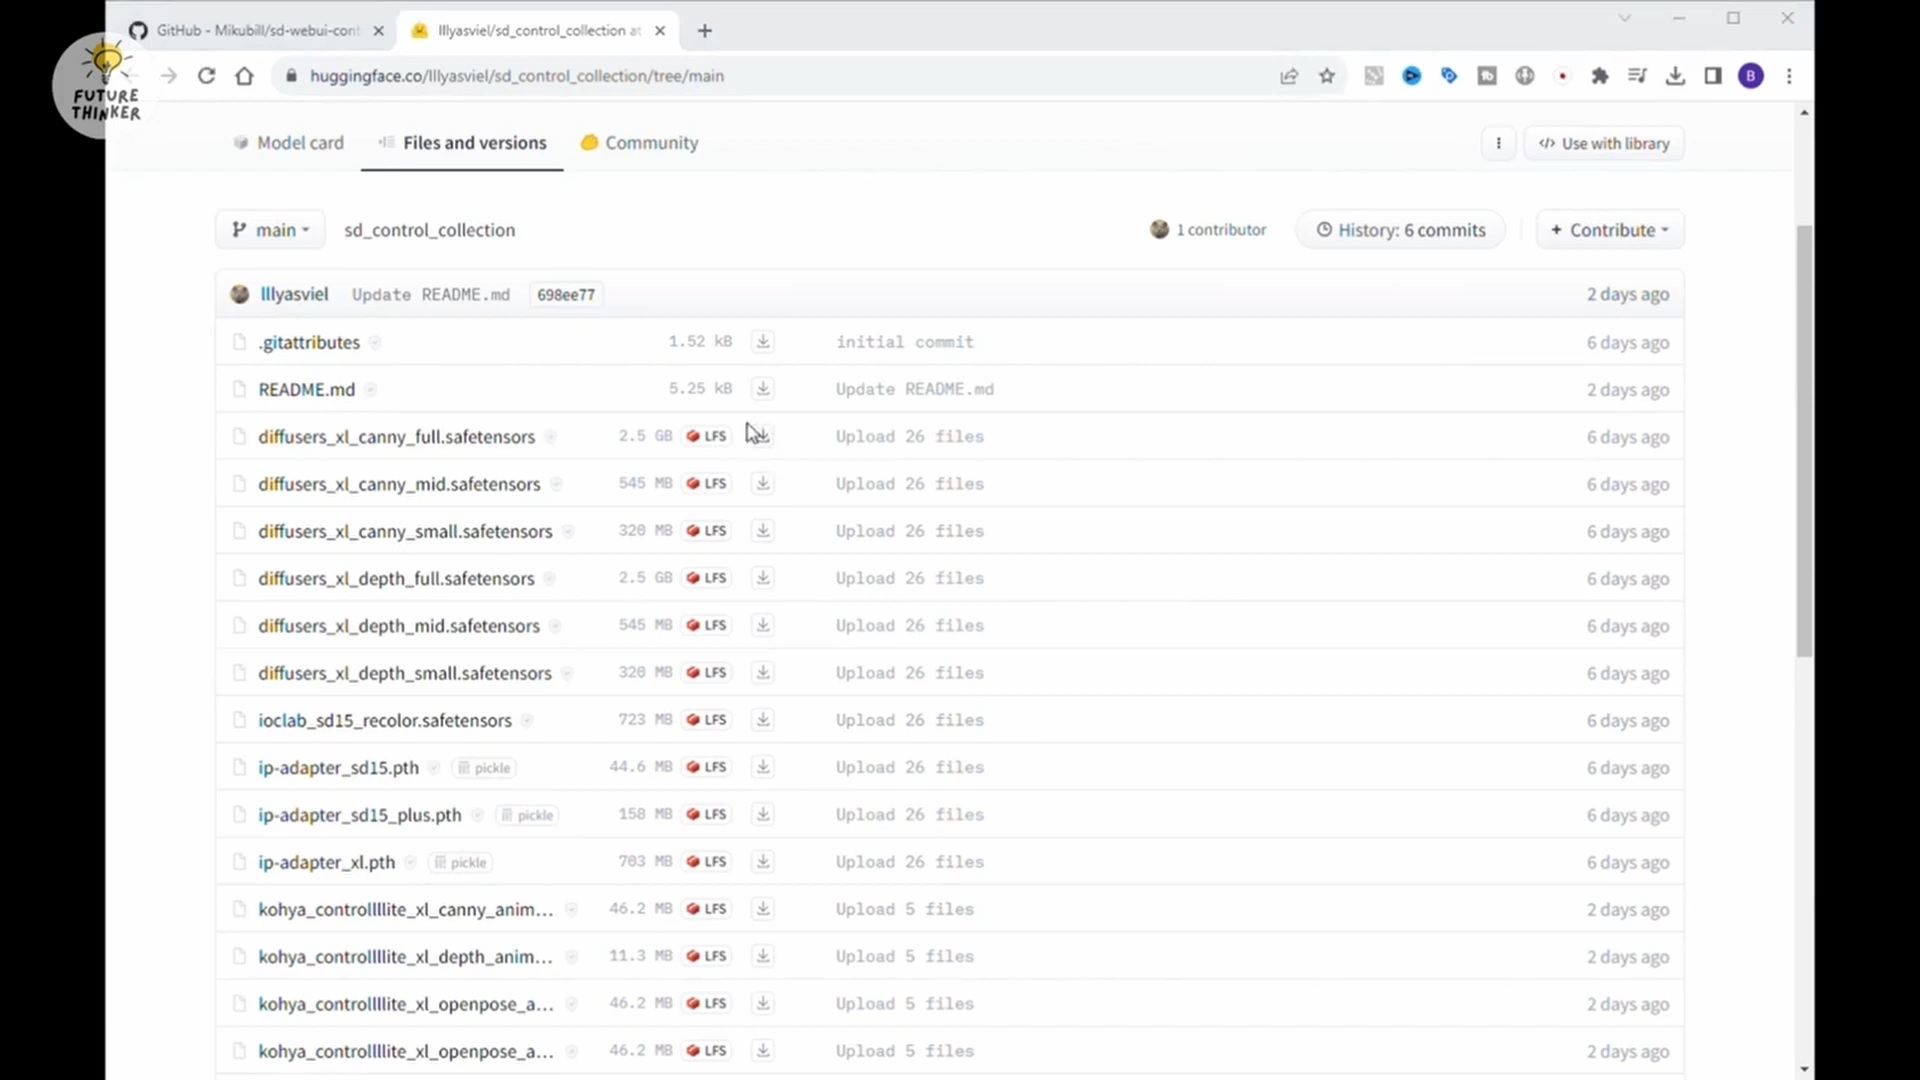 GitHub - Mikubill/sd-webui-cont
lllyasviel/sd_control_collection at
FUTURE
THINKER
huggingface.co/lllyasviel/sd_control_collection/tree/main
B
Model card
Files and versions
Community
</> Use with library
main
sd_control_collection
1 contributor
History: 6 commits
+ Contribute
lllyasviel Update README.md 698ee77 2 days ago
.gitattributes 1.52 kB initial commit 6 days ago
README.md 5.25 kB Update README.md 2 days ago
diffusers_xl_canny_full.safetensors 2.5 GB LFS Upload 26 files 6 days ago
diffusers_xl_canny_mid.safetensors 545 MB LFS Upload 26 files 6 days ago
diffusers_xl_canny_small.safetensors 320 MB LFS Upload 26 files 6 days ago
diffusers_xl_depth_full.safetensors 2.5 GB LFS Upload 26 files 6 days ago
diffusers_xl_depth_mid.safetensors 545 MB LFS Upload 26 files 6 days ago
diffusers_xl_depth_small.safetensors 320 MB LFS Upload 26 files 6 days ago
ioclab_sd15_recolor.safetensors 723 MB LFS Upload 26 files 6 days ago
ip-adapter_sd15.pth pickle 44.6 MB LFS Upload 26 files 6 days ago
ip-adapter_sd15_plus.pth pickle 158 MB LFS Upload 26 files 6 days ago
ip-adapter_xl.pth pickle 703 MB LFS Upload 26 files 6 days ago
kohya_controllllite_xl_canny_anim... 46.2 MB LFS Upload 5 files 2 days ago
kohya_controllllite_xl_depth_anim... 11.3 MB LFS Upload 5 files 2 days ago
kohya_controllllite_xl_openpose_a... 46.2 MB LFS Upload 5 files 2 days ago
kohya_controllllite_xl_openpose_a... 46.2 MB LFS Upload 5 files 2 days ago